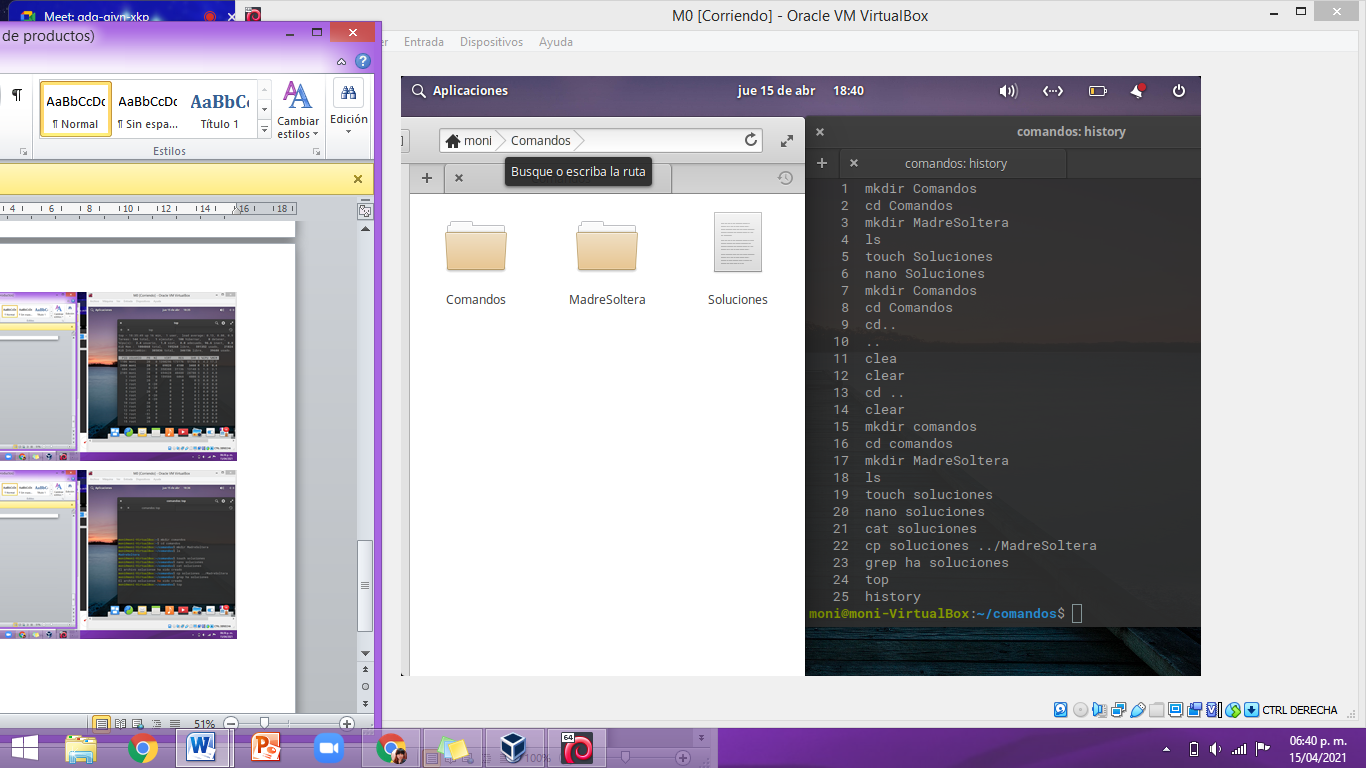 Meet: gda-qivn-xkp
M0 [Corriendo] - Oracle VM VirtualBox
de productos)
Entrada Dispositivos Ayuda
AaBbCcDc AaBbCcDc AaBbC
¶ Normal ¶ Sin espa... Título 1
Cambiar estilos
Edición
Estilos
4 6 8 10 12 14 16 18
Aplicaciones
jue 15 de abr 18:40
moni Comandos
Busque o escriba la ruta
Comandos MadreSoltera Soluciones
comandos: history
comandos: history
1 mkdir Comandos
2 cd Comandos
3 mkdir MadreSoltera
4 ls
5 touch Soluciones
6 nano Soluciones
7 mkdir Comandos
8 cd Comandos
9 cd..
10 ..
11 clea
12 clear
13 cd ..
14 clear
15 mkdir comandos
16 cd comandos
17 mkdir MadreSoltera
18 ls
19 touch soluciones
20 nano soluciones
21 cat soluciones
22 cp soluciones ../MadreSoltera
23 grep ha soluciones
24 top
25 history
moni@moni-VirtualBox:~/comandos$
51%
CTRL DERECHA
100%
06:40 p. m.
15/04/2021